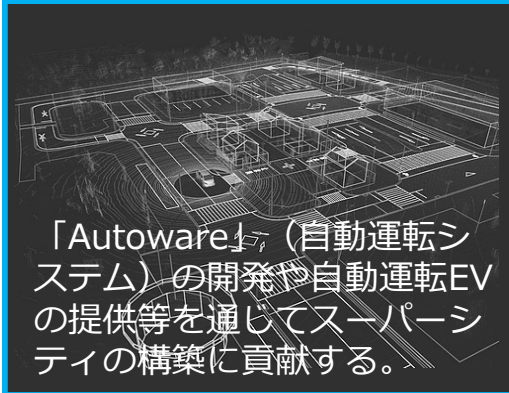 「Autoware」（自動運転シ
ステム）の開発や自動運転EV
の提供等を通じてスーパーシ
ティの構築に貢献する。